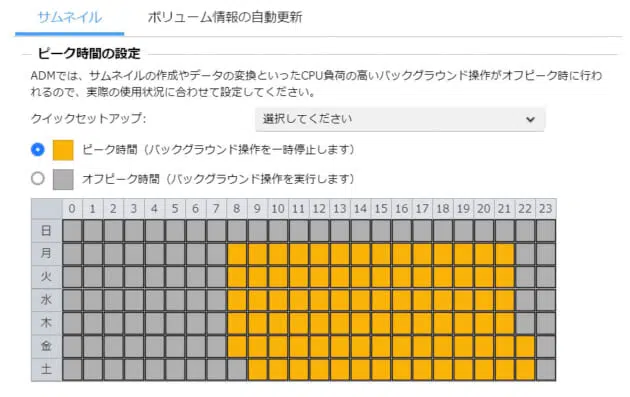 サムネイル ボリューム情報の自動更新
ピーク時間の設定
ADMでは、サムネイルの作成やデータの変換といったCPU負荷の高いバックグラウンド操作がオフピーク時に行わ
れるので、実際の使用状況に合わせて設定してください。
クイックセットアップ: 選択してください
ピーク時間（バックグラウンド操作を一時停止します）
オフピーク時間（バックグラウンド操作を実行します）
0 1 2 3 4 5 6 7 8 9 10 11 12 13 14 15 16 17 18 19 20 21 22 23
日
月
火
水
木
金
土